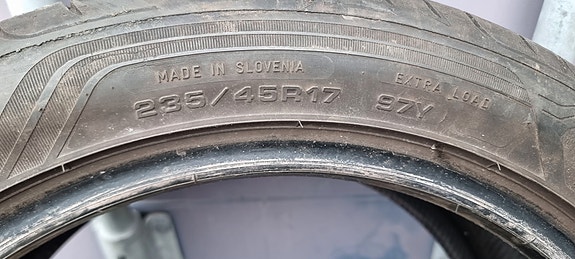 MADE IN SLOVENIA
EXTRA LOAD
235/45R17 97Y